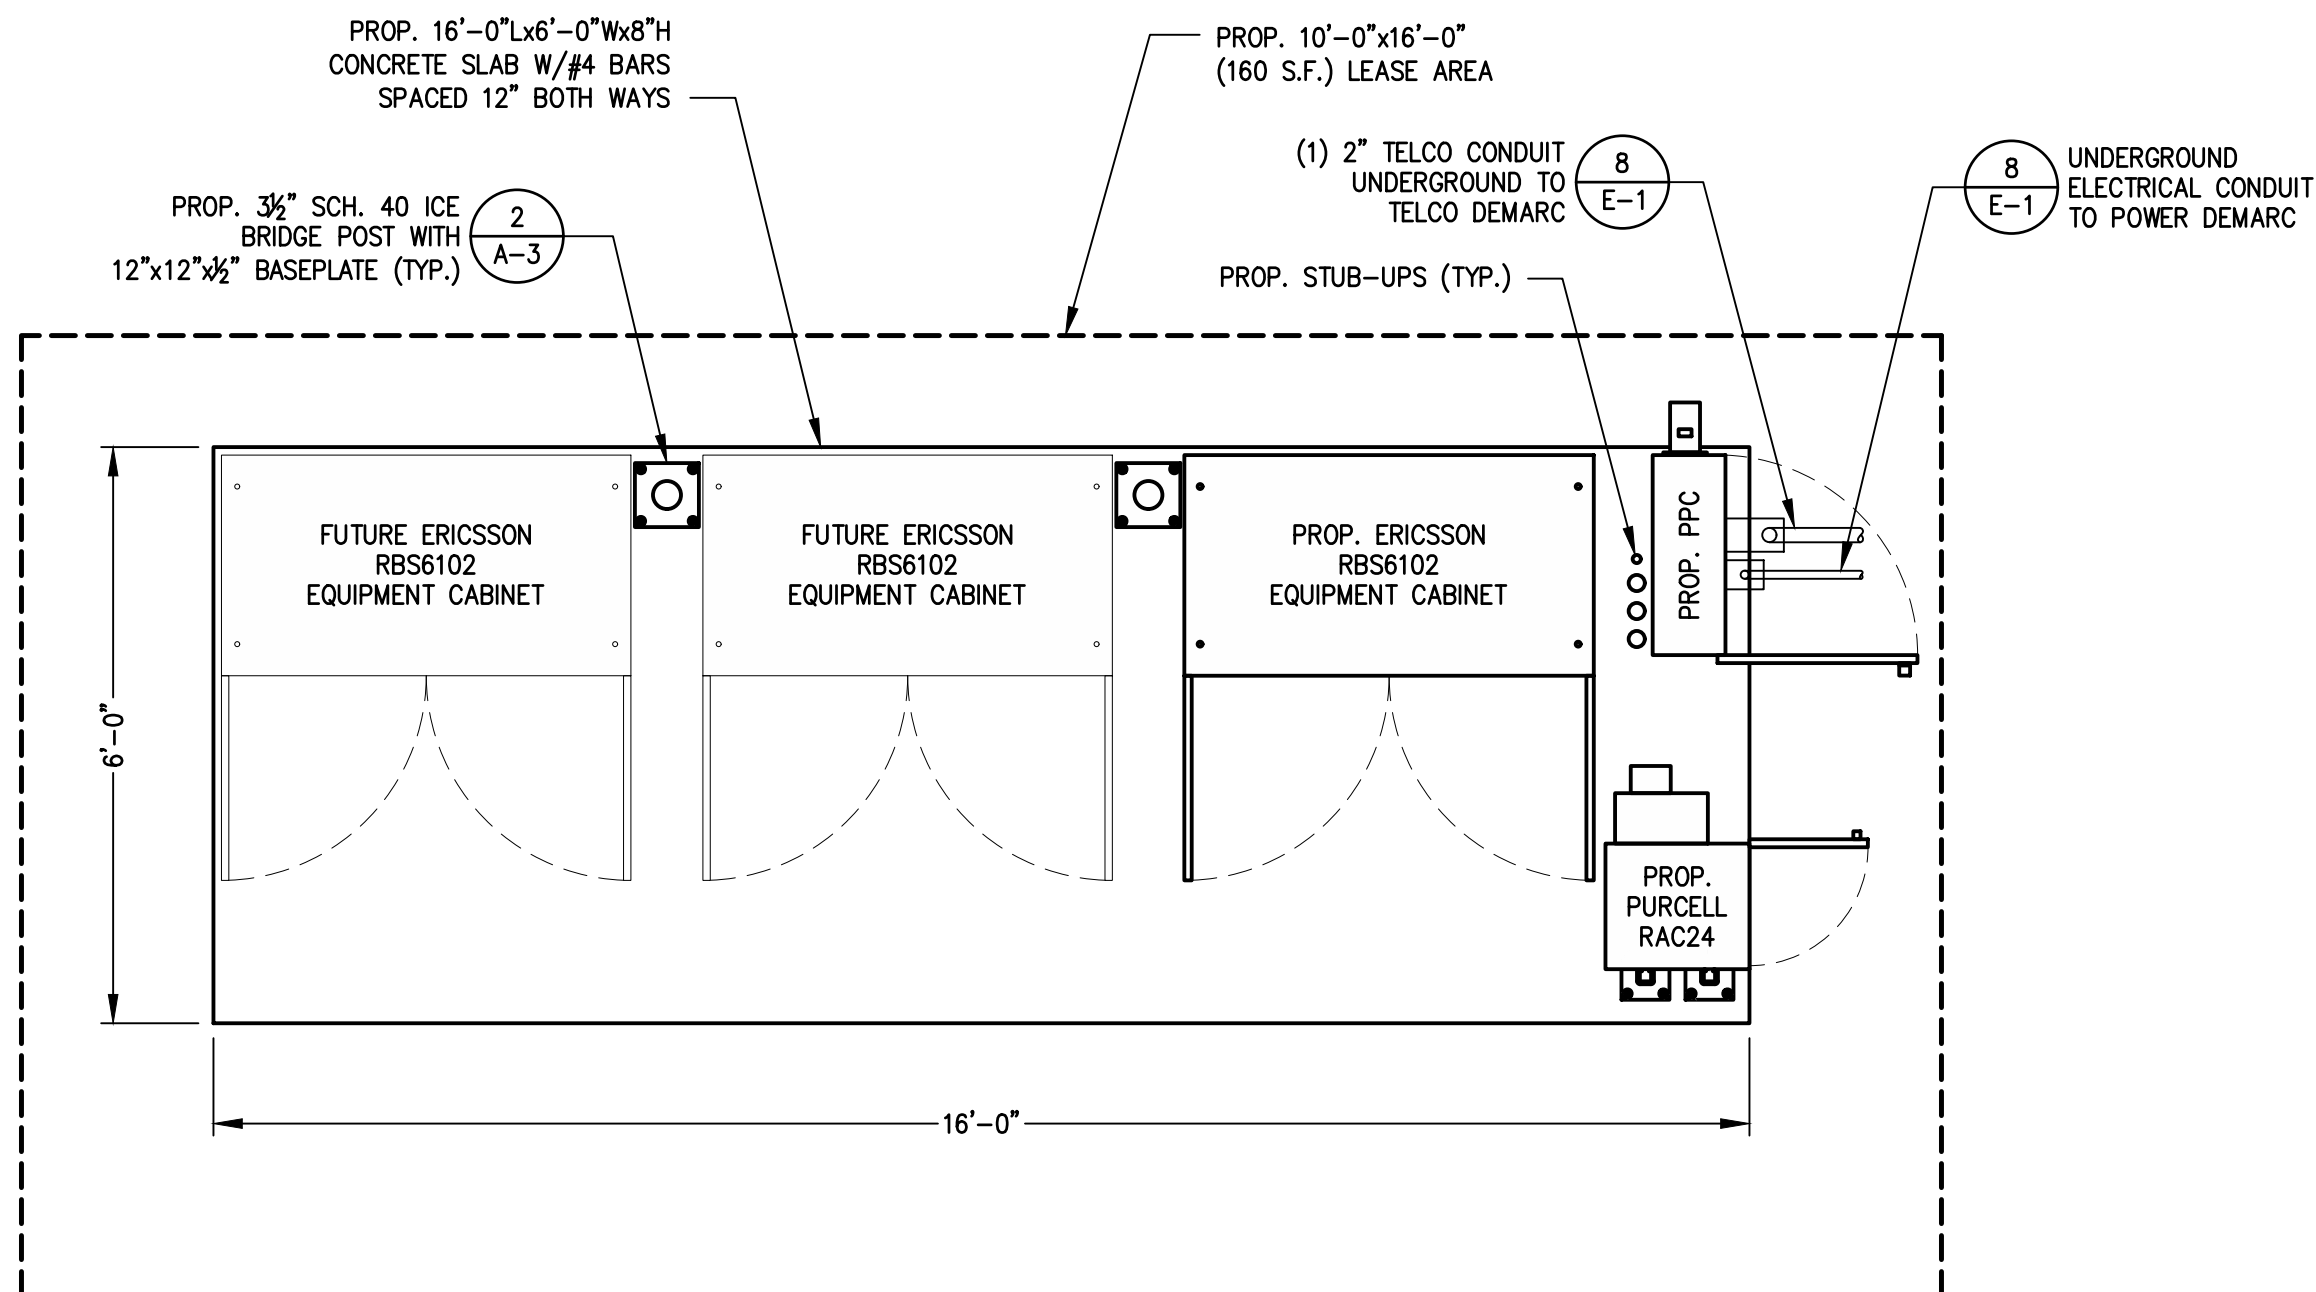 PROP. 16'-0"Lx6'-0"Wx8"H
CONCRETE SLAB W/#4 BARS
SPACED 12" BOTH WAYS
PROP. 10'-0"x16'-0"
(160 S.F.) LEASE AREA
(1) 2" TELCO CONDUIT
UNDERGROUND TO
TELCO DEMARC
8
E-1
8
E-1
UNDERGROUND
ELECTRICAL CONDUIT
TO POWER DEMARC
PROP. 3½" SCH. 40 ICE
BRIDGE POST WITH
12"x12"x½" BASEPLATE (TYP.)
2
A-3
PROP. STUB-UPS (TYP.)
FUTURE ERICSSON
RBS6102
EQUIPMENT CABINET
FUTURE ERICSSON
RBS6102
EQUIPMENT CABINET
PROP. ERICSSON
RBS6102
EQUIPMENT CABINET
PROP. PPC
6'-0"
PROP.
PURCELL
RAC24
16'-0"